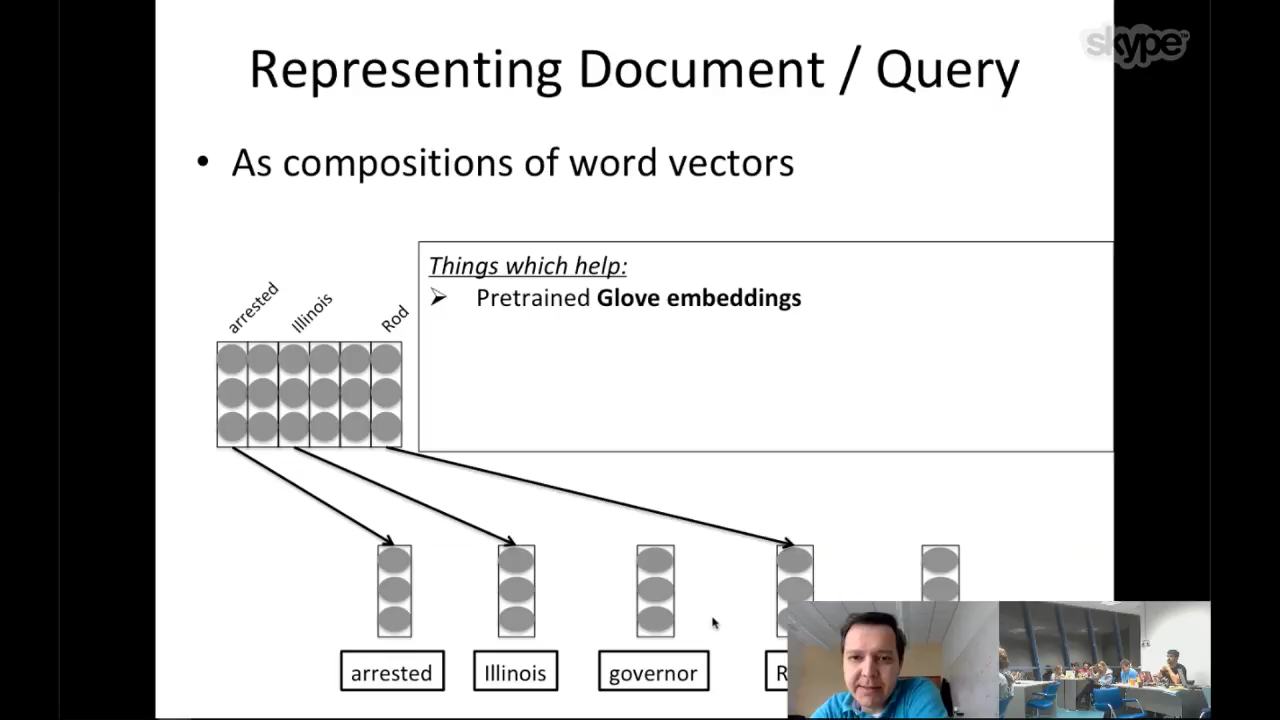 skype
Representing Document / Query
• As compositions of word vectors
Things which help:
➢ Pretrained Glove embeddings
arrested
Illinois
Rod
arrested
Illinois
governor